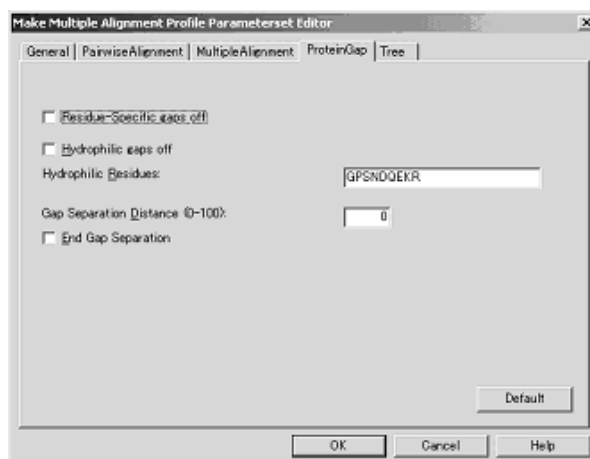 Make Multiple Alignment Profile Parameterset Editor
General PairwiseAlignment MultipleAlignment ProteinGap Tree
Residue-Specific gaps off
Hydrophilic gaps off
Hydrophilic Residues: GPSNDQEKR
Gap Separation Distance (0-100): 0
End Gap Separation
Default
OK Cancel Help